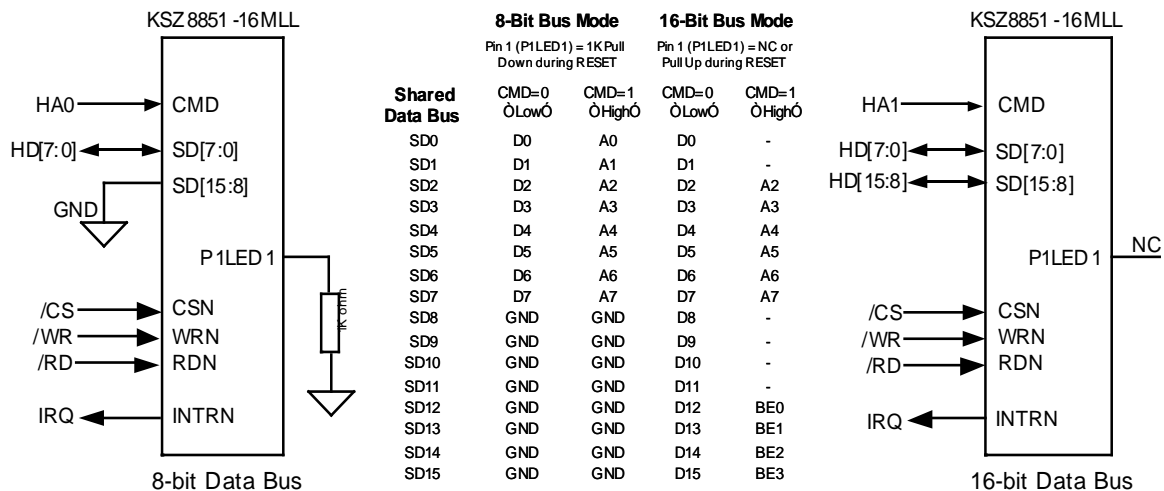 KSZ8851-16MLL
HA0
CMD
HD[7:0]
SD[7:0]
SD[15:8]
GND
P1LED1
1K ohm
/CS
CSN
/WR
WRN
/RD
RDN
IRQ
INTRN
8-bit Data Bus
8-Bit Bus Mode 16-Bit Bus Mode
Pin 1 (P1LED1) = 1K Pull Pin 1 (P1LED1) = NC or
Down during RESET Pull Up during RESET
Shared CMD=0 CMD=1 CMD=0 CMD=1
Data Bus ÒLowÓ ÒHighÓ ÒLowÓ ÒHighÓ
SD0 D0 A0 D0 -
SD1 D1 A1 D1 -
SD2 D2 A2 D2 A2
SD3 D3 A3 D3 A3
SD4 D4 A4 D4 A4
SD5 D5 A5 D5 A5
SD6 D6 A6 D6 A6
SD7 D7 A7 D7 A7
SD8 GND GND D8 -
SD9 GND GND D9 -
SD10 GND GND D10 -
SD11 GND GND D11 -
SD12 GND GND D12 BE0
SD13 GND GND D13 BE1
SD14 GND GND D14 BE2
SD15 GND GND D15 BE3
KSZ8851-16MLL
HA1
CMD
HD[7:0]
SD[7:0]
HD[15:8]
SD[15:8]
P1LED1
NC
/CS
CSN
/WR
WRN
/RD
RDN
IRQ
INTRN
16-bit Data Bus